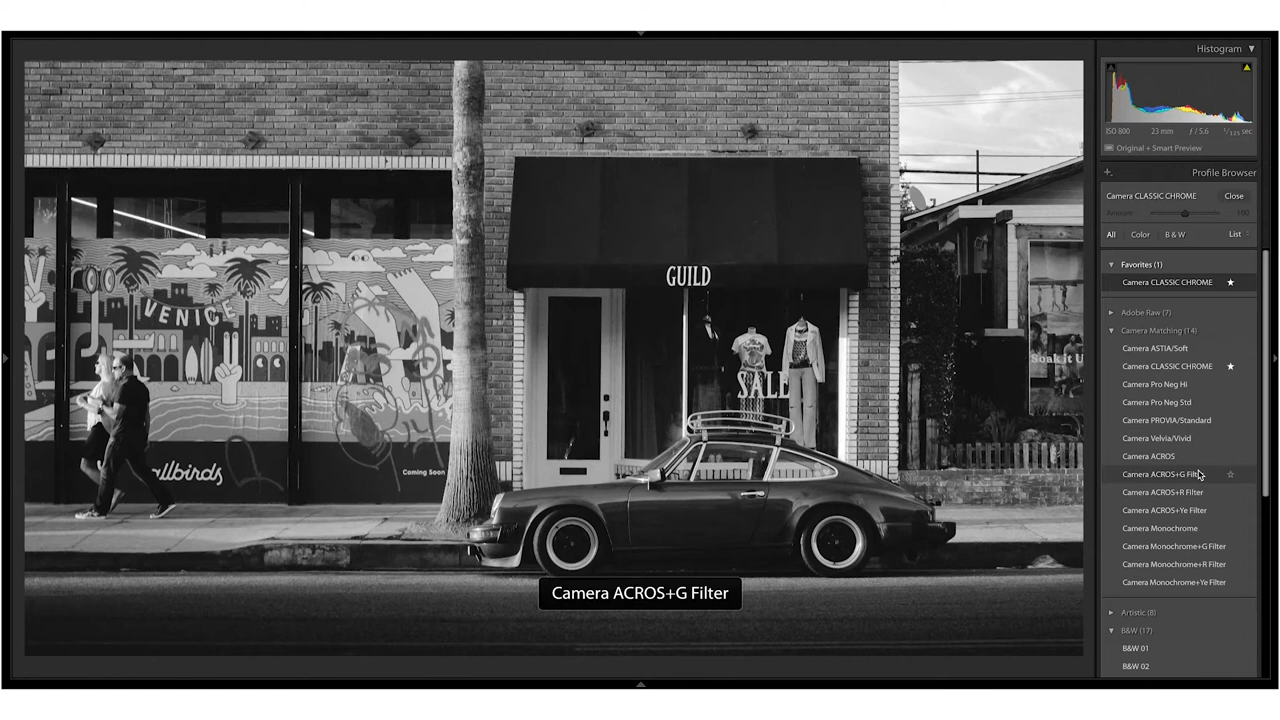 Histogram
ISO 800 23 mm ƒ / 5.6 1/125 sec
Original + Smart Preview
Profile Browser
Camera CLASSIC CHROME Close
Amount 100
All Color B & W List
Favorites (1)
Camera CLASSIC CHROME
Adobe Raw (7)
Camera Matching (14)
Camera ASTIA/Soft
Camera CLASSIC CHROME
Camera Pro Neg Hi
Camera Pro Neg Std
Camera PROVIA/Standard
Camera Velvia/Vivid
Camera ACROS
Camera ACROS+G Filter
Camera ACROS+R Filter
Camera ACROS+Ye Filter
Camera Monochrome
Camera Monochrome+G Filter
Camera Monochrome+R Filter
Camera Monochrome+Ye Filter
Artistic (8)
B&W (17)
B&W 01
B&W 02
VENICE
GUILD
SALE
Soak it U
allbirds
Coming Soon
Camera ACROS+G Filter